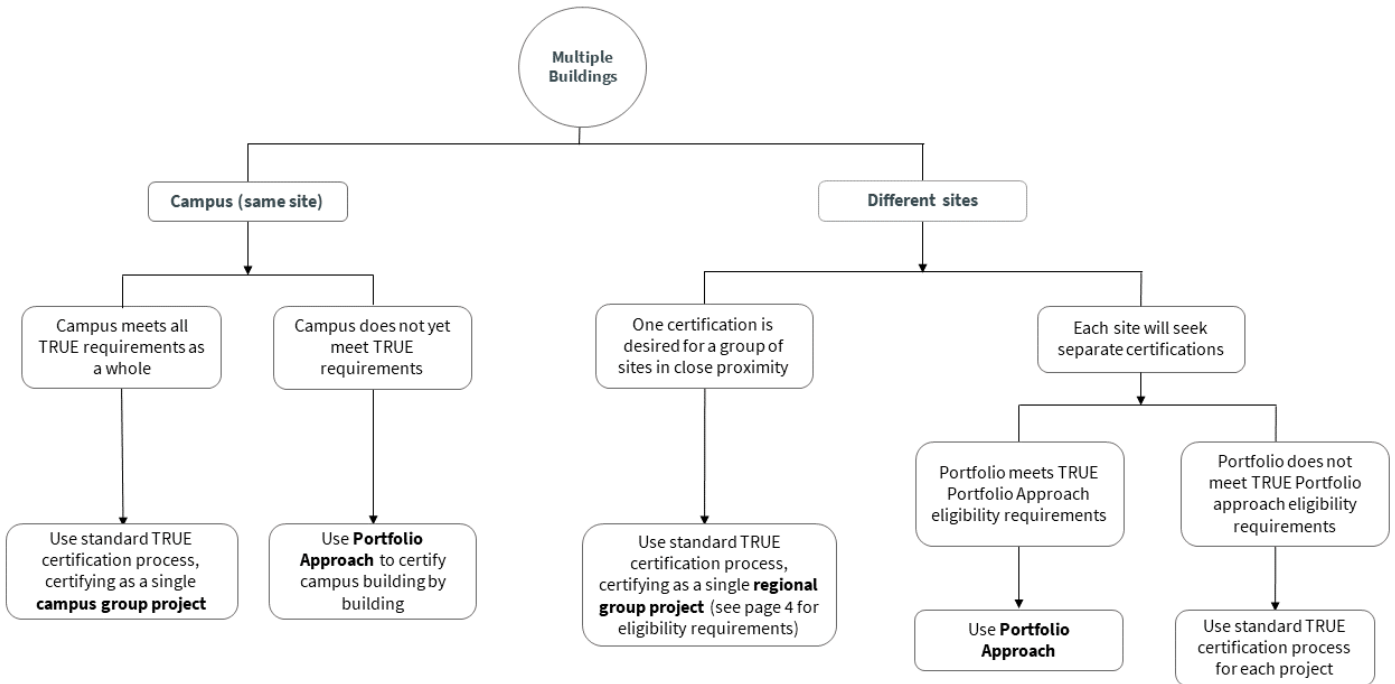 Multiple
Buildings
Campus (same site)
Different sites
Campus meets all
TRUE requirements as
a whole
Campus does not yet
meet TRUE
requirements
One certification is
desired for a group of
sites in close proximity
Each site will seek
separate certifications
Portfolio meets TRUE
Portfolio Approach
eligibility requirements
Portfolio does not
meet TRUE Portfolio
approach eligibility
requirements
Use standard TRUE
certification process,
certifying as a single
campus group project
Use Portfolio
Approach to certify
campus building by
building
Use standard TRUE
certification process,
certifying as a single regional
group project (see page 4 for
eligibility requirements)
Use Portfolio
Approach
Use standard TRUE
certification process
for each project